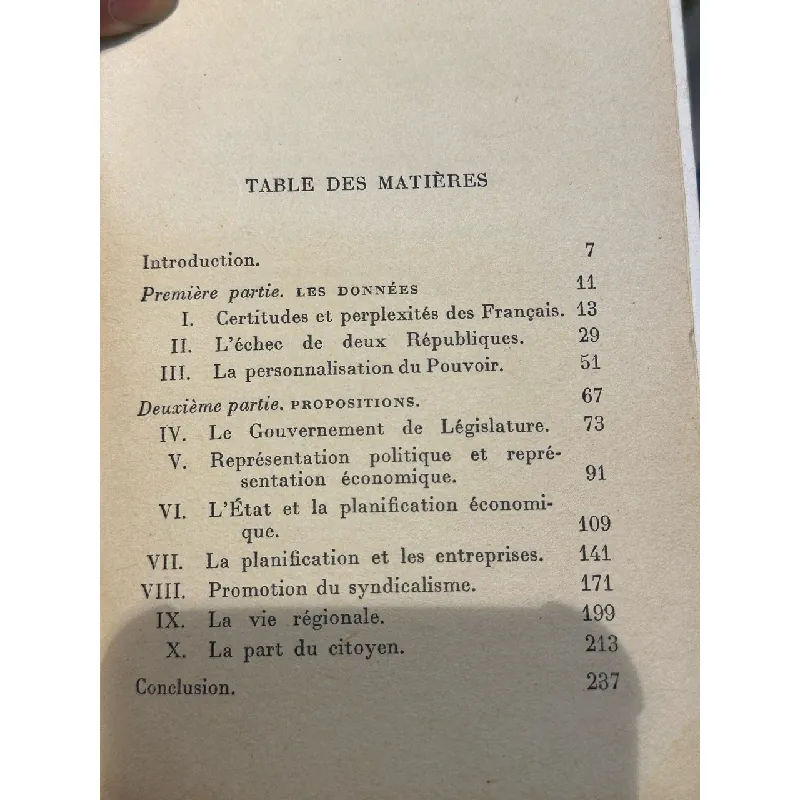 TABLE DES MATIÈRES
Introduction. 7
Première partie. LES DONNÉES 11
I. Certitudes et perplexités des Français. 13
II. L'échec de deux Républiques. 29
III. La personnalisation du Pouvoir. 51
Deuxième partie. PROPOSITIONS. 67
IV. Le Gouvernement de Législature. 73
V. Représentation politique et repré-
sentation économique. 91
VI. L'État et la planification économi-
que. 109
VII. La planification et les entreprises. 141
VIII. Promotion du syndicalisme. 171
IX. La vie régionale. 199
X. La part du citoyen. 213
Conclusion. 237